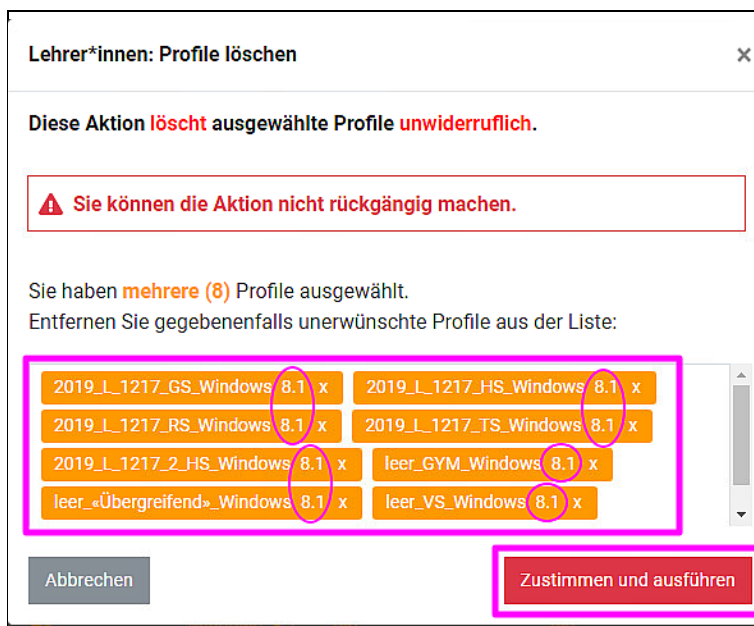 Lehrer*innen: Profile löschen ×
Diese Aktion löscht ausgewählte Profile unwiderruflich.
Sie können die Aktion nicht rückgängig machen.
Sie haben mehrere (8) Profile ausgewählt.
Entfernen Sie gegebenenfalls unerwünschte Profile aus der Liste:
2019_L_1217_GS_Windows 8.1 x 2019_L_1217_HS_Windows 8.1 x
2019_L_1217_RS_Windows 8.1 x 2019_L_1217_TS_Windows 8.1 x
2019_L_1217_2_HS_Windows 8.1 x leer_GYM_Windows 8.1 x
leer_«Übergreifend»_Windows 8.1 x leer_VS_Windows 8.1 x
Abbrechen Zustimmen und ausführen